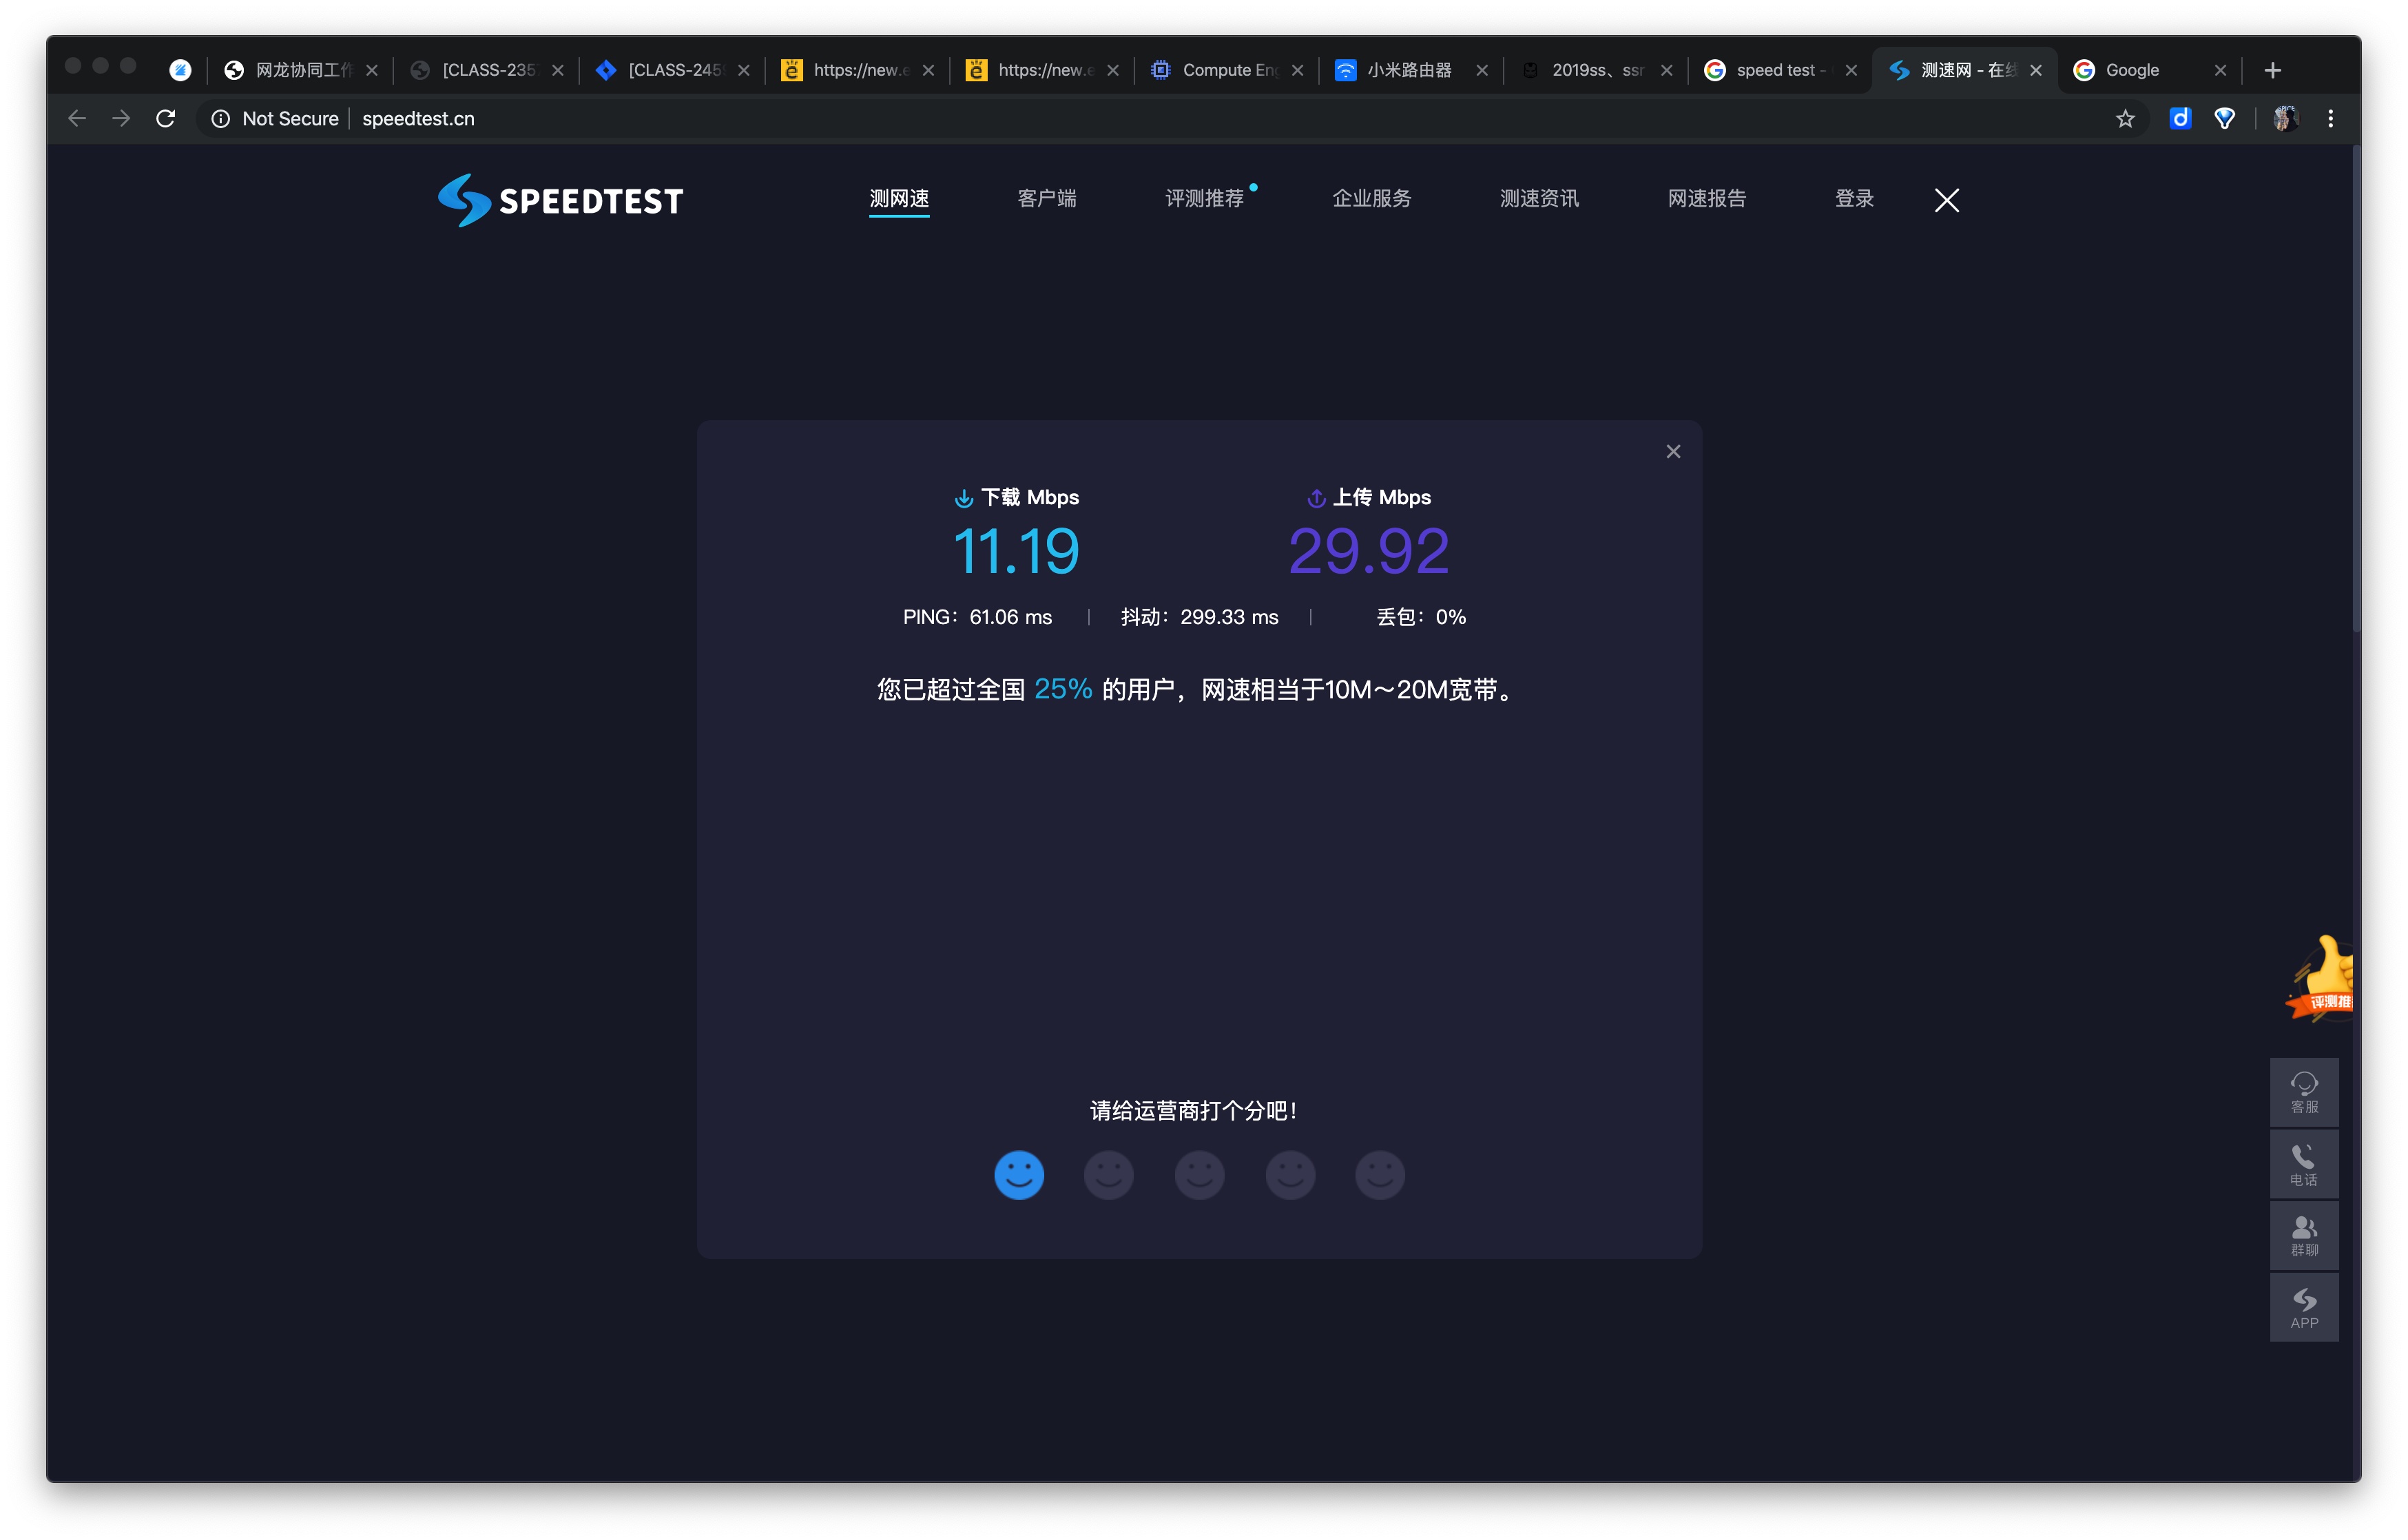 网龙协同工作
[CLASS-235
[CLASS-245
https://new.e
https://new.e
Compute Eng
小米路由器
2019ss、ssr
speed test -
测速网 - 在线
Google
Not Secure
speedtest.cn
SPEEDTEST
测网速
客户端
评测推荐
企业服务
测速资讯
网速报告
登录
下载 Mbps
上传 Mbps
11.19
29.92
PING：61.06 ms
抖动：299.33 ms
丢包：0%
您已超过全国 25% 的用户，网速相当于10M～20M宽带。
评测推
请给运营商打个分吧！
客服
电话
群聊
APP